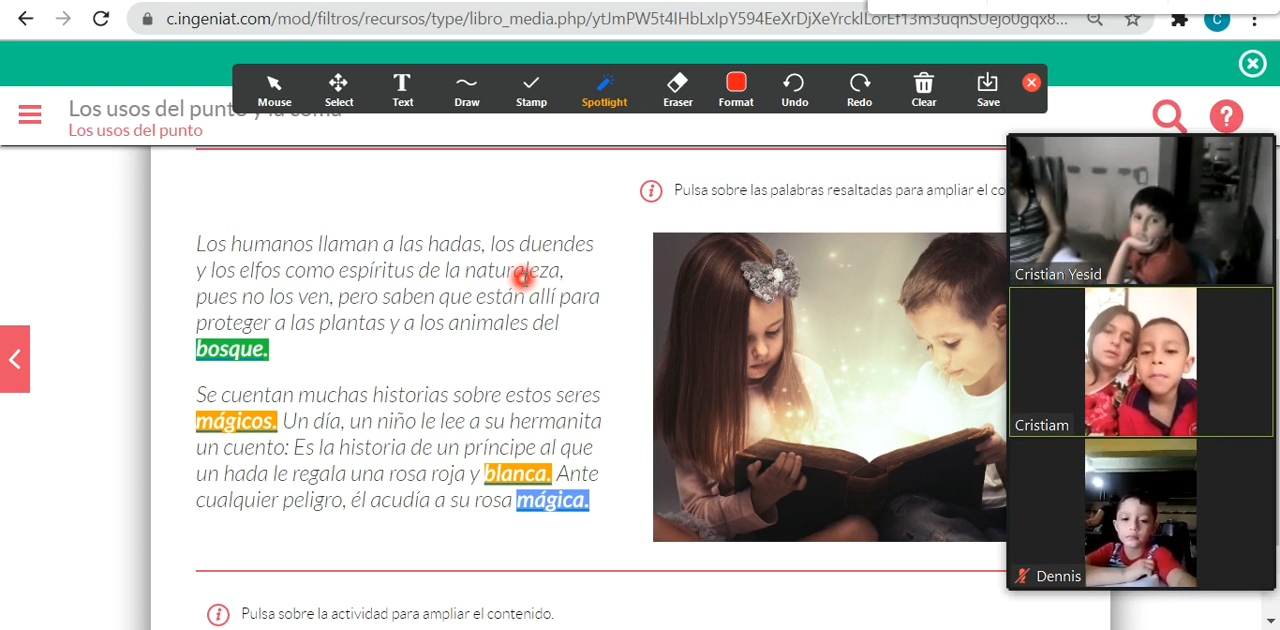 c.ingeniat.com/mod/filtros/recursos/type/libro_media.php/
Mouse
Select
Text
Draw
Stamp
Spotlight
Eraser
Format
Undo
Redo
Clear
Save
Los usos del punto y la coma
Los usos del punto
Pulsa sobre las palabras resaltadas para ampliar el co
Los humanos llaman a las hadas, los duendes
y los elfos como espíritus de la naturaleza,
pues no los ven, pero saben que están allí para
proteger a las plantas y a los animales del
bosque.
Se cuentan muchas historias sobre estos seres
mágicos. Un día, un niño le lee a su hermanita
un cuento: Es la historia de un príncipe al que
un hada le regala una rosa roja y blanca. Ante
cualquier peligro, él acudía a su rosa mágica.
Pulsa sobre la actividad para ampliar el contenido.
Cristian Yesid
Cristiam
Dennis